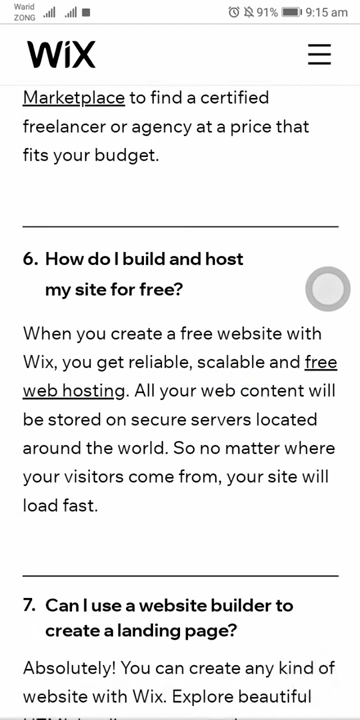 Warid
ZONG
91%
9:15 am
WiX
Marketplace to find a certified
freelancer or agency at a price that
fits your budget.
6. How do I build and host
my site for free?
When you create a free website with
Wix, you get reliable, scalable and free
web hosting. All your web content will
be stored on secure servers located
around the world. So no matter where
your visitors come from, your site will
load fast.
7. Can I use a website builder to
create a landing page?
Absolutely! You can create any kind of
website with Wix. Explore beautiful